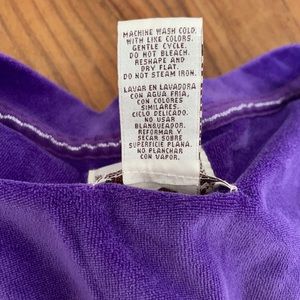 MACHINE WASH COLD,
WITH LIKE COLORS.
GENTLE CYCLE.
DO NOT BLEACH.
RESHAPE AND
DRY FLAT.
DO NOT STEAM IRON.
LAVAR EN LAVADORA
CON AGUA FRIA,
CON COLORES
SIMILARES.
CICLO DELICADO.
NO USAR
BLANQUEADOR.
REFORMAR Y
SECAR SOBRE
SUPERFICIE PLANA.
NO PLANCHAR
CON VAPOR.